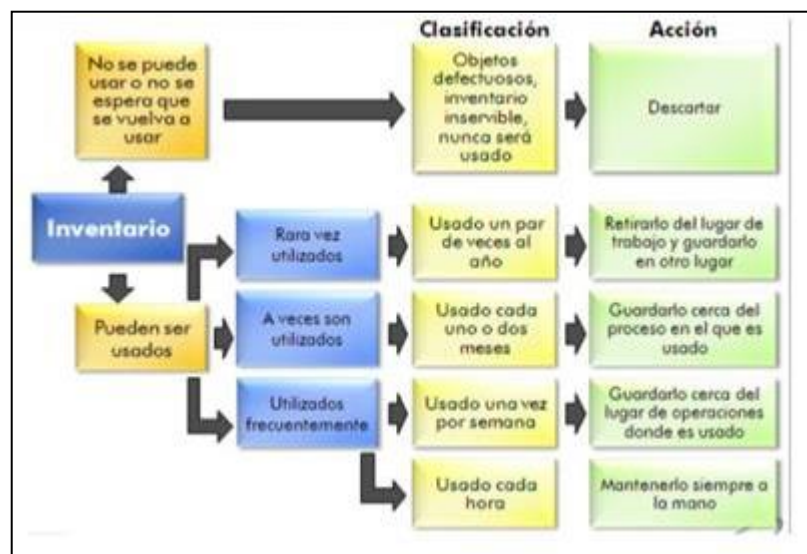 Clasificación
Acción
No se puede
usar o no se
espera que
se vuelva a
usar
Objetos
defectuosos,
inventario
inservible,
nunca será
usado
Descartar
Inventario
Rara vez
utilizados
Usado un par
de veces al
año
Retirarlo del lugar de
trabajo y guardarlo
en otro lugar
Pueden ser
usados
A veces son
utilizados
Usado cada
uno o dos
meses
Guardarlo cerca del
proceso en el que es
usado
Utilizados
frecuentemente
Usado una vez
por semana
Guardarlo cerca del
lugar de operaciones
donde es usado
Usado cada
hora
Mantenerlo siempre a
la mano